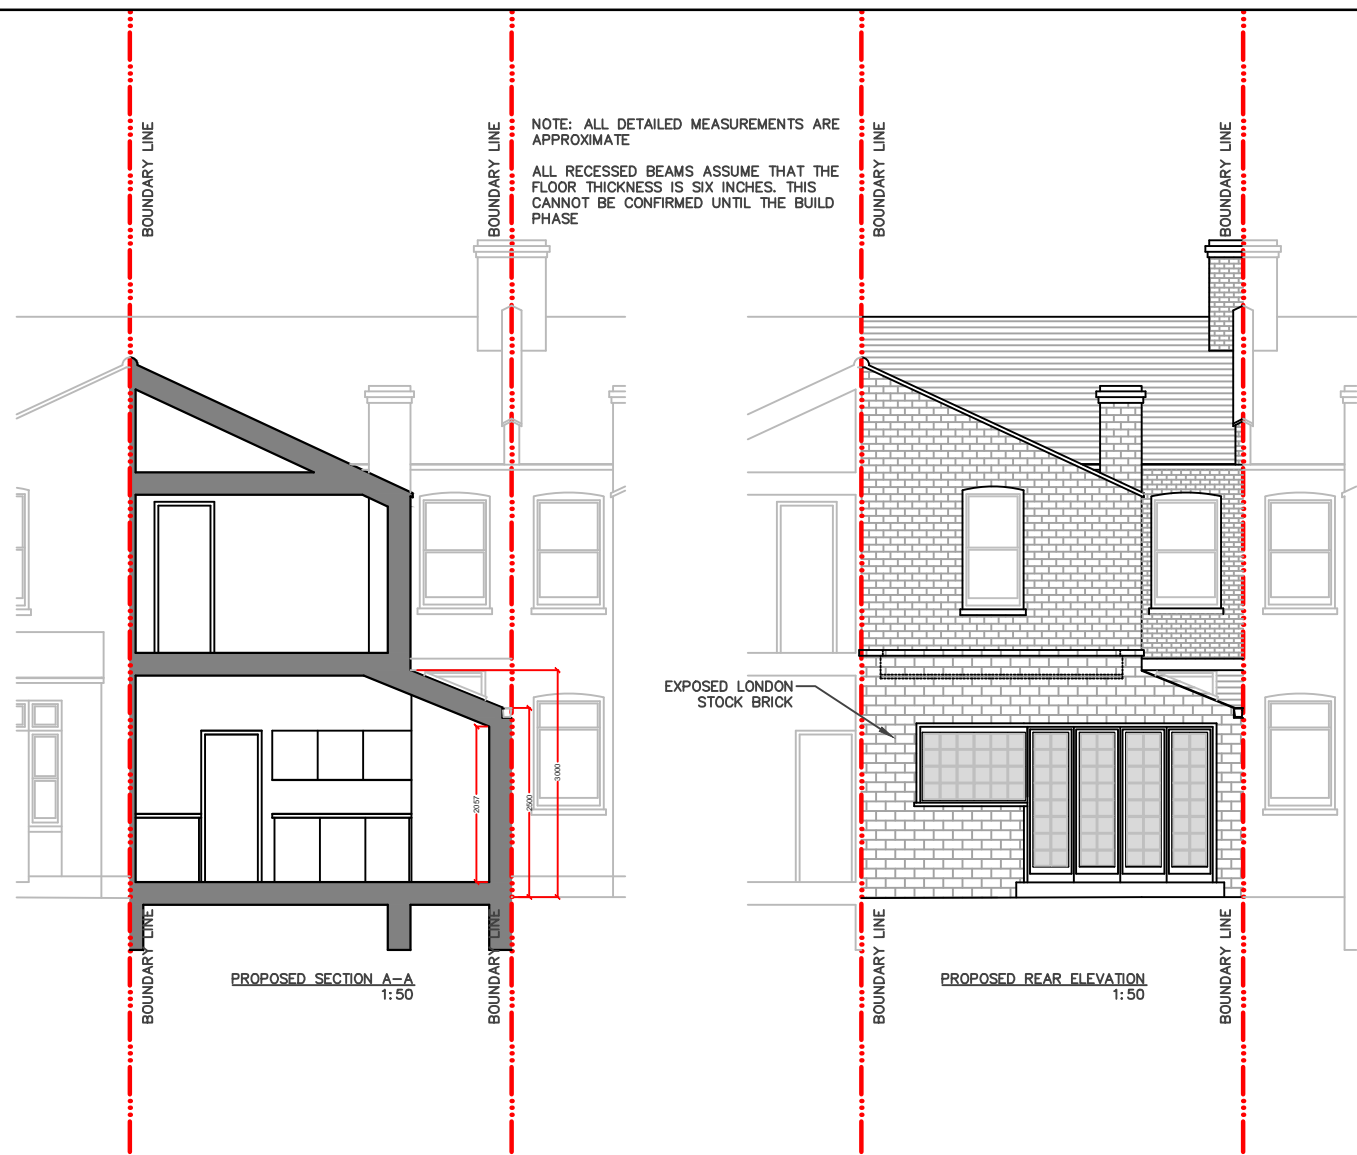 BOUNDARY LINE
BOUNDARY LINE
NOTE: ALL DETAILED MEASUREMENTS ARE
APPROXIMATE
ALL RECESSED BEAMS ASSUME THAT THE
FLOOR THICKNESS IS SIX INCHES. THIS
CANNOT BE CONFIRMED UNTIL THE BUILD
PHASE
BOUNDARY LINE
BOUNDARY LINE
EXPOSED LONDON
STOCK BRICK
2057
2500
3000
BOUNDARY LINE
BOUNDARY LINE
BOUNDARY LINE
BOUNDARY LINE
PROPOSED SECTION A-A
1:50
PROPOSED REAR ELEVATION
1:50